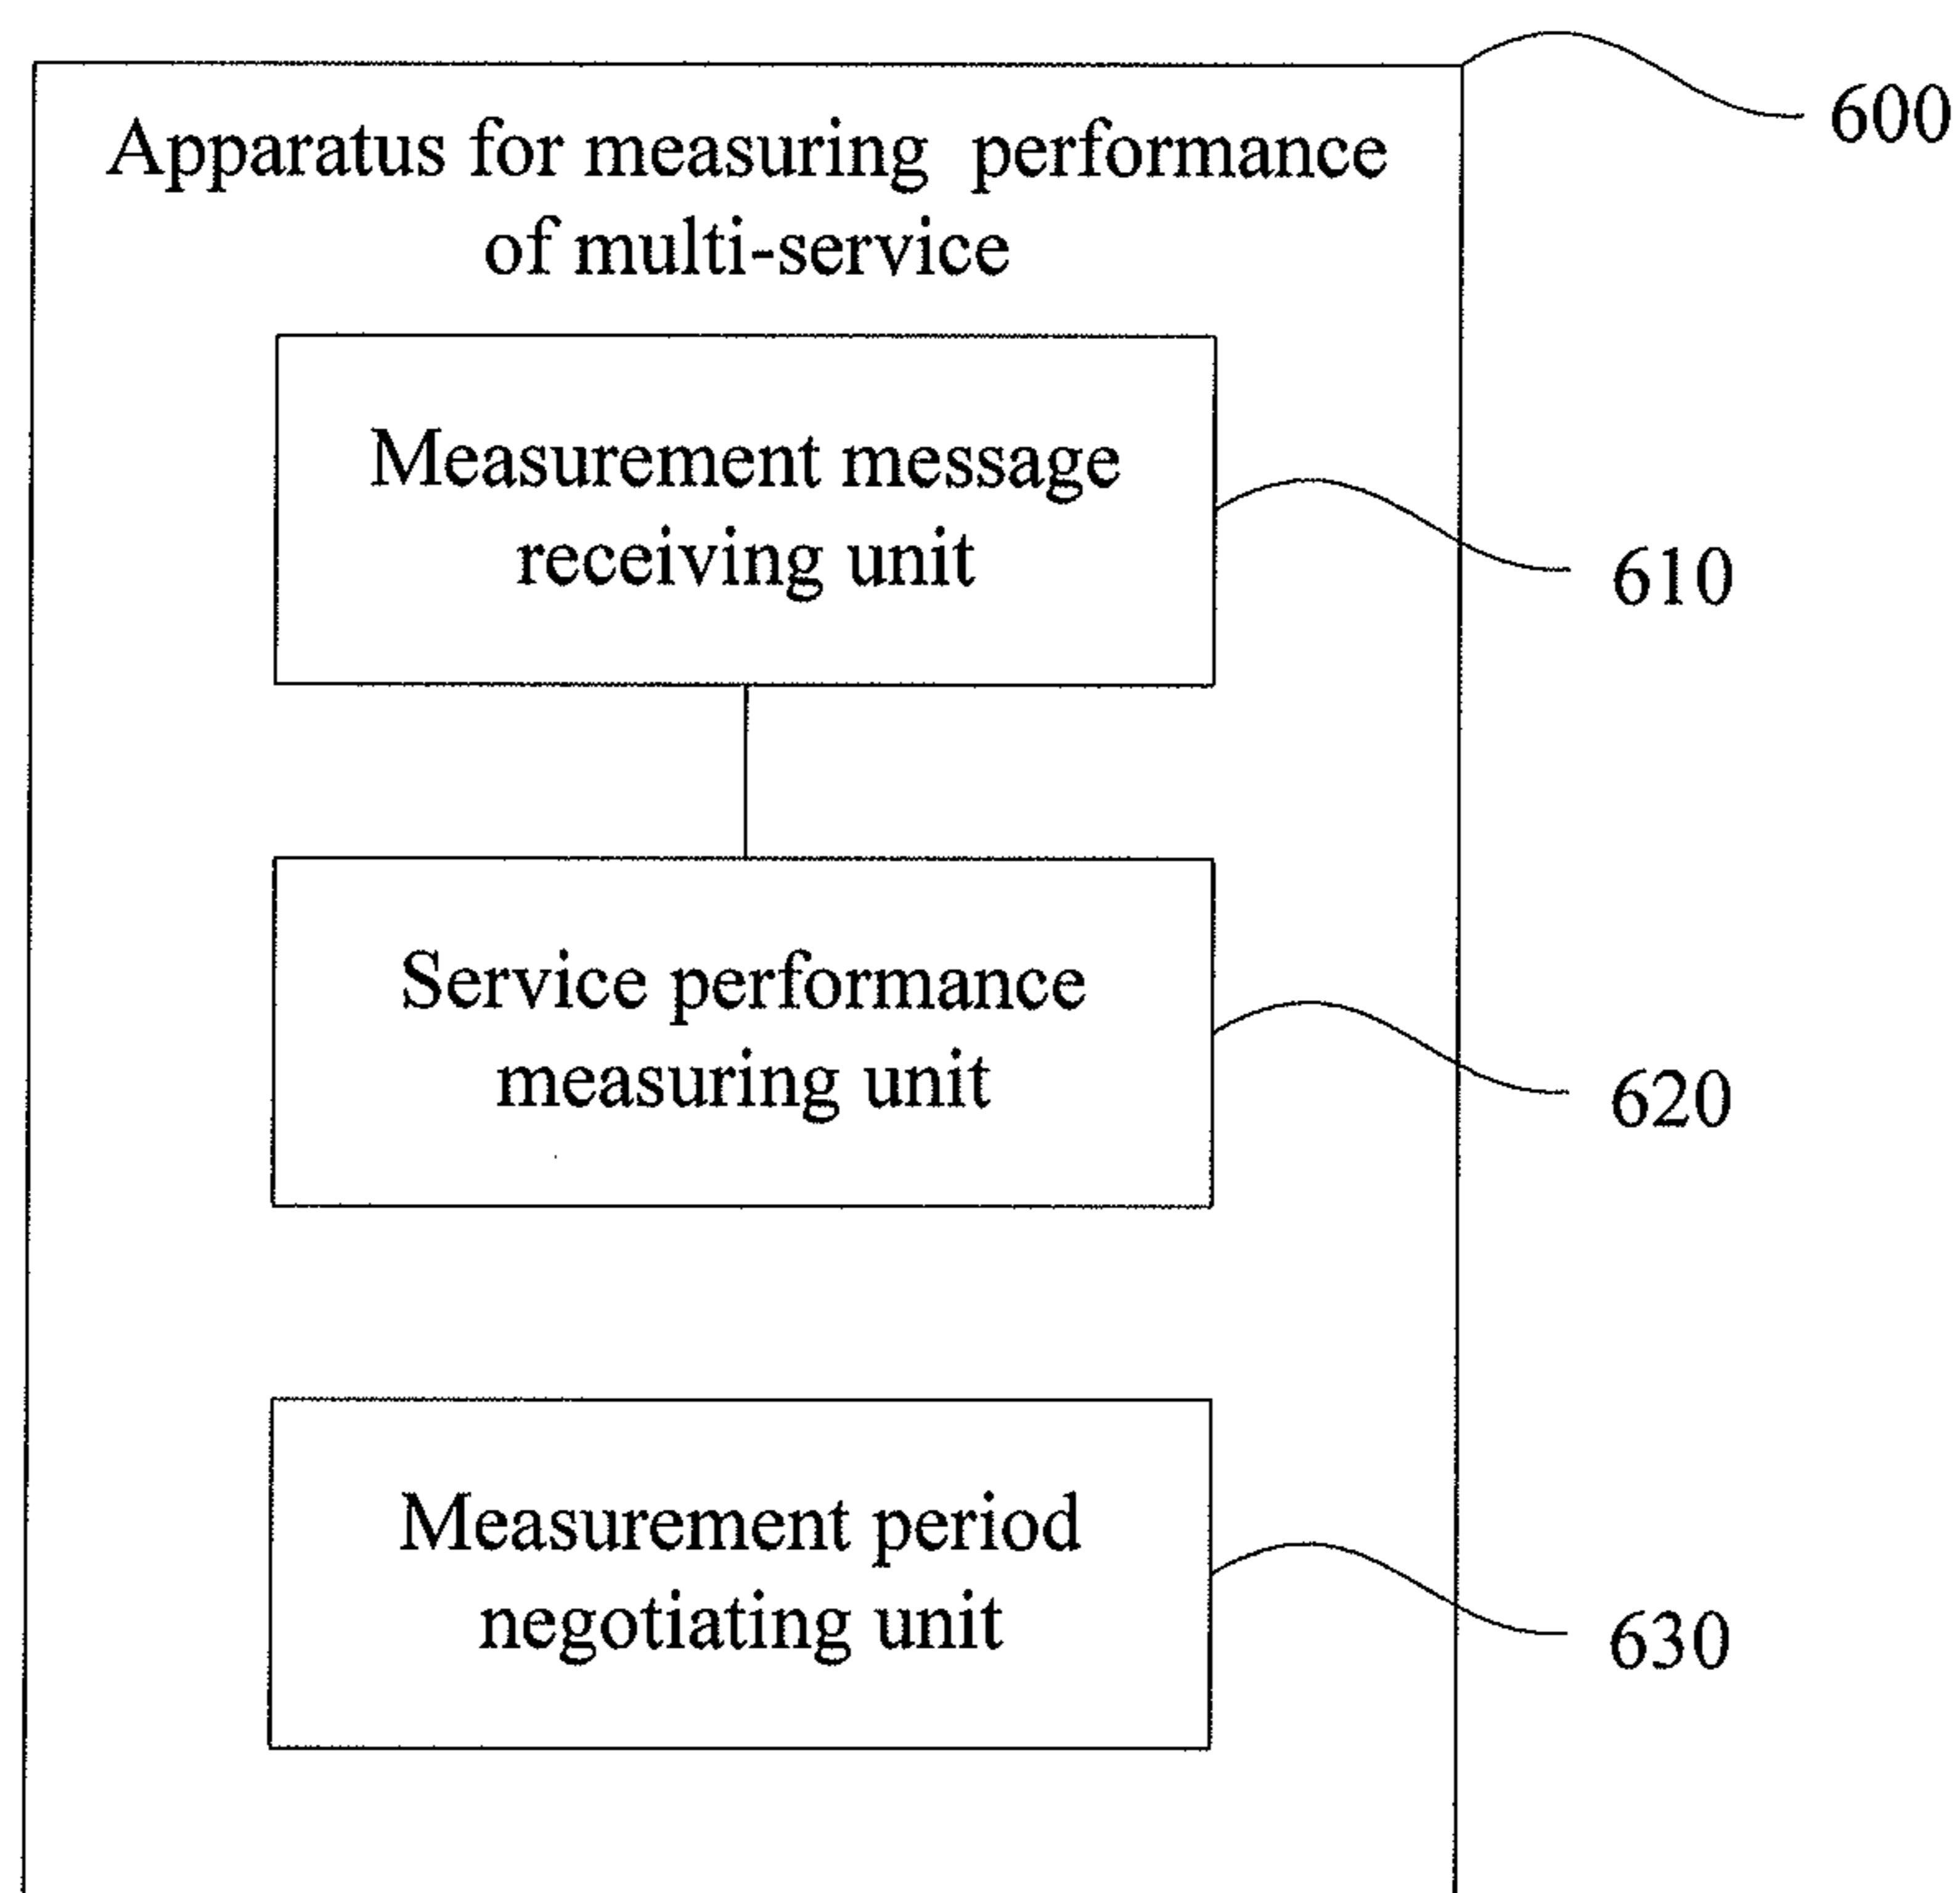 600
Apparatus for measuring performance
of multi-service
Measurement message
receiving unit
610
Service performance
measuring unit
620
Measurement period
negotiating unit
630